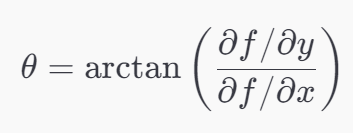 θ = arctan ( ∂f/∂y / ∂f/∂x )